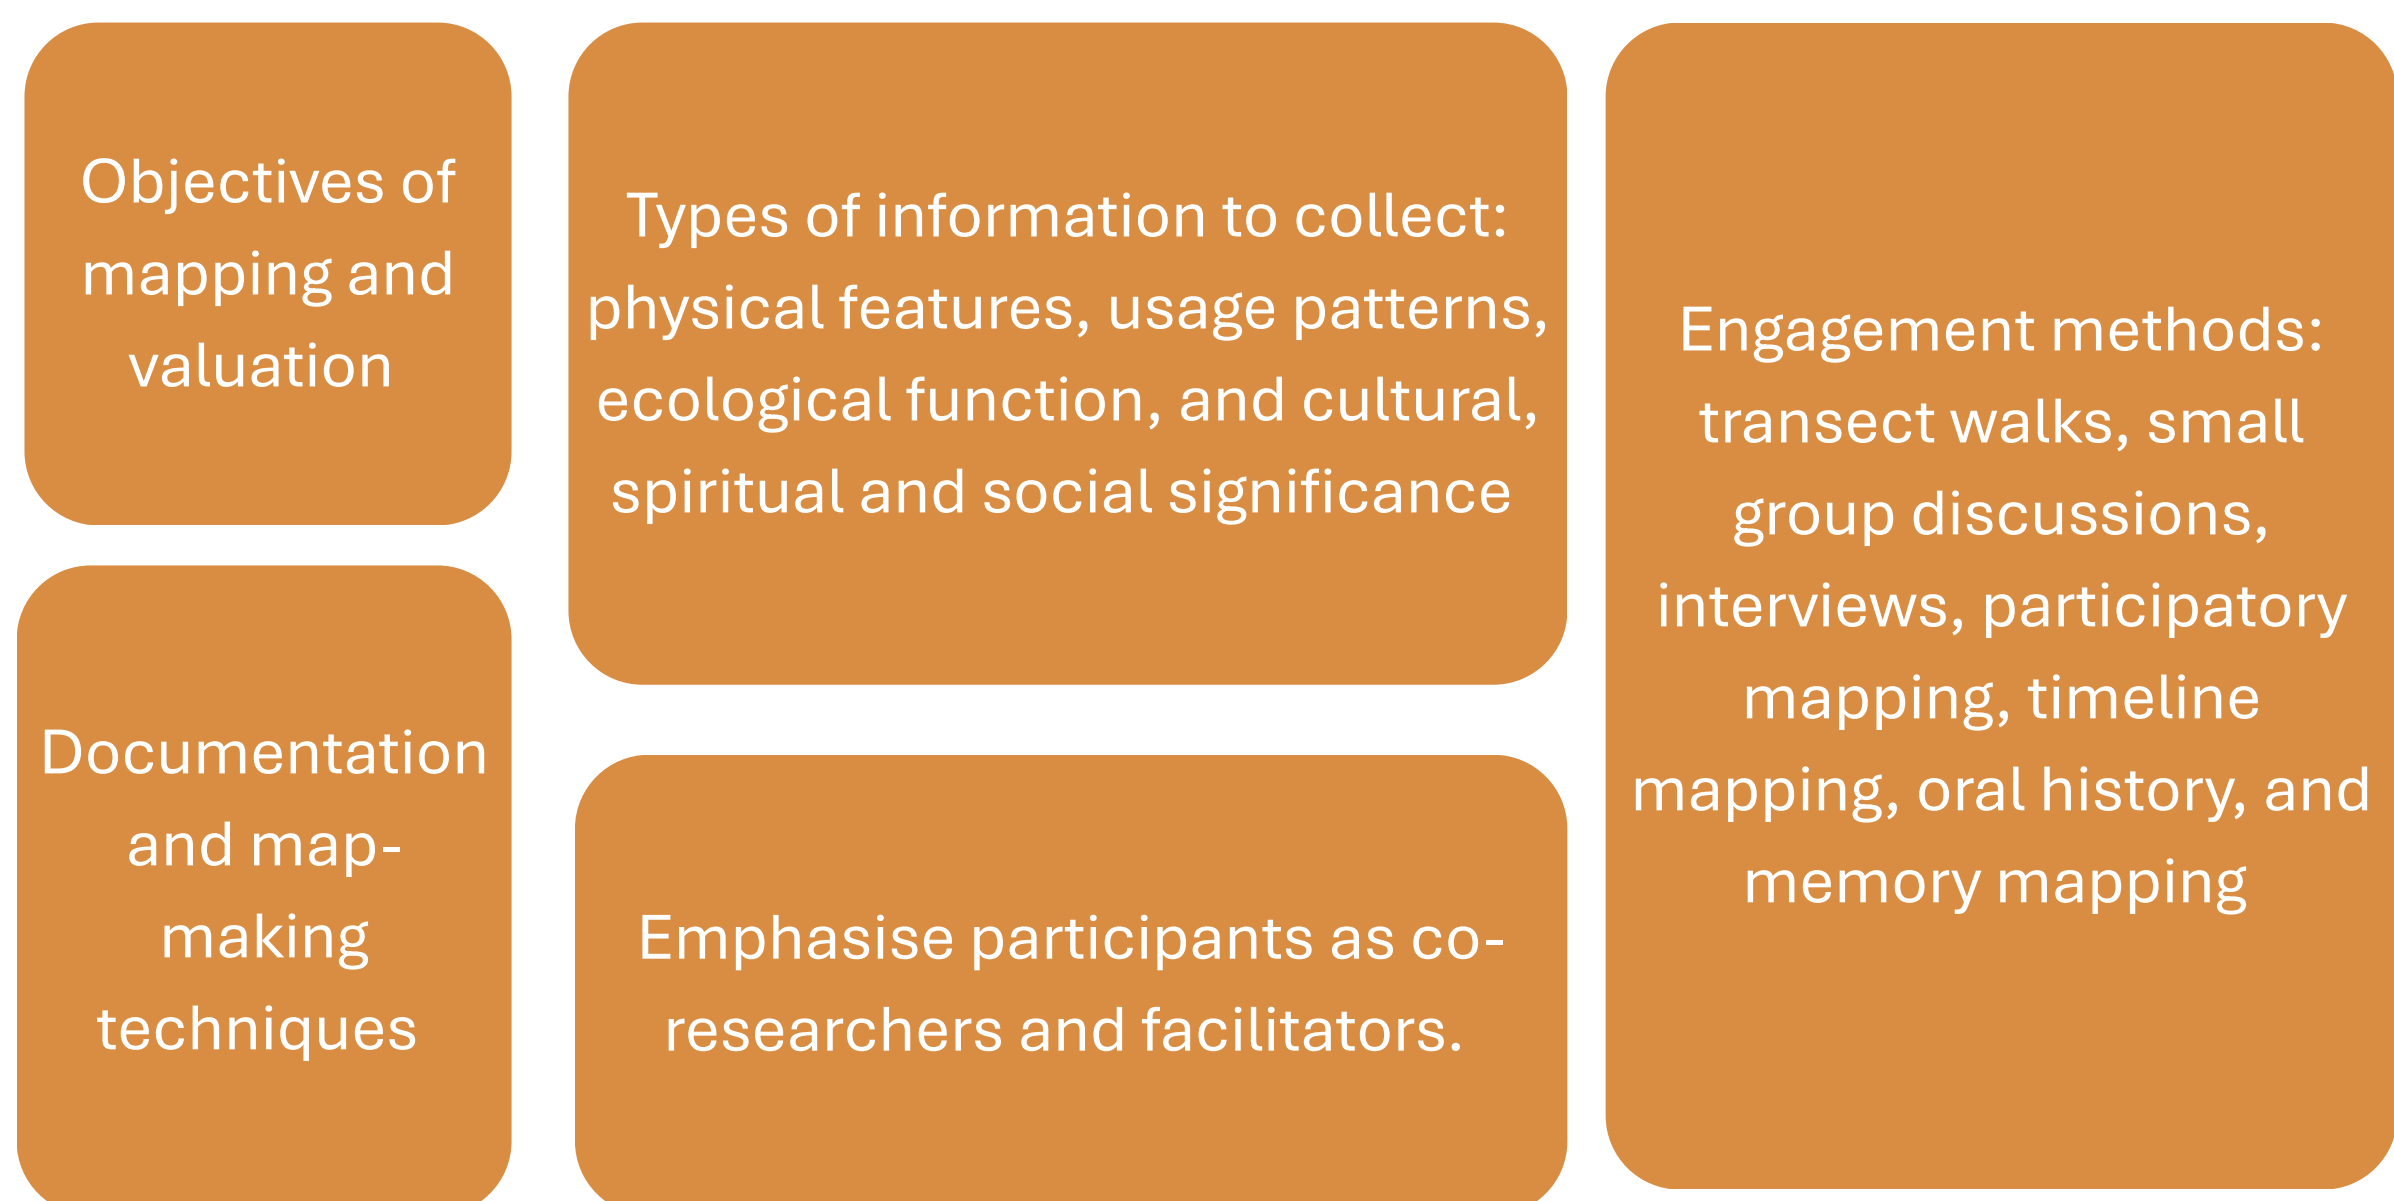 Objectives of
mapping and
valuation
Types of information to collect:
physical features, usage patterns,
ecological function, and cultural,
spiritual and social significance
Engagement methods:
transect walks, small
group discussions,
interviews, participatory
mapping, timeline
mapping, oral history, and
memory mapping
Documentation
and map-
making
techniques
Emphasise participants as co-
researchers and facilitators.